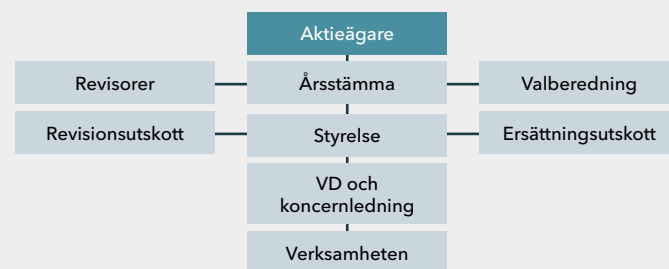 Aktieägare
Revisorer
Årsstämma
Valberedning
Revisionsutskott
Styrelse
Ersättningsutskott
VD och
koncernledning
Verksamheten